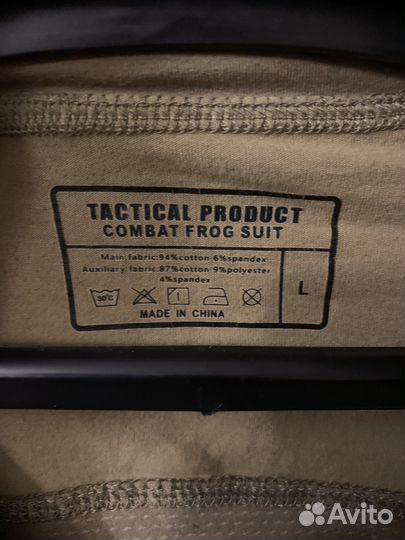 TACTICAL PRODUCT
COMBAT FROG SUIT
Main fabric:94%cotton 6%spandex
Auxiliary fabric:87%cotton 9%polyester
4%spandex
30°C
L
MADE IN CHINA
Avito